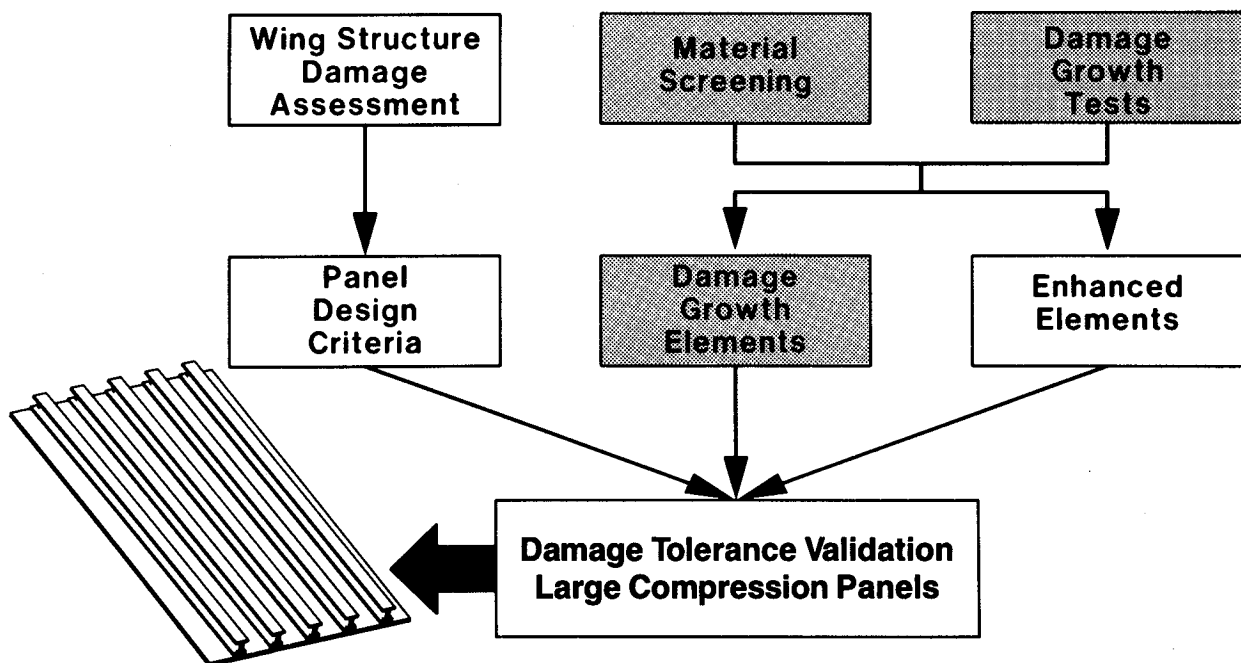 Wing Structure
Damage
Assessment
Material
Screening
Damage
Growth
Tests
Panel
Design
Criteria
Damage
Growth
Elements
Enhanced
Elements
Damage Tolerance Validation
Large Compression Panels